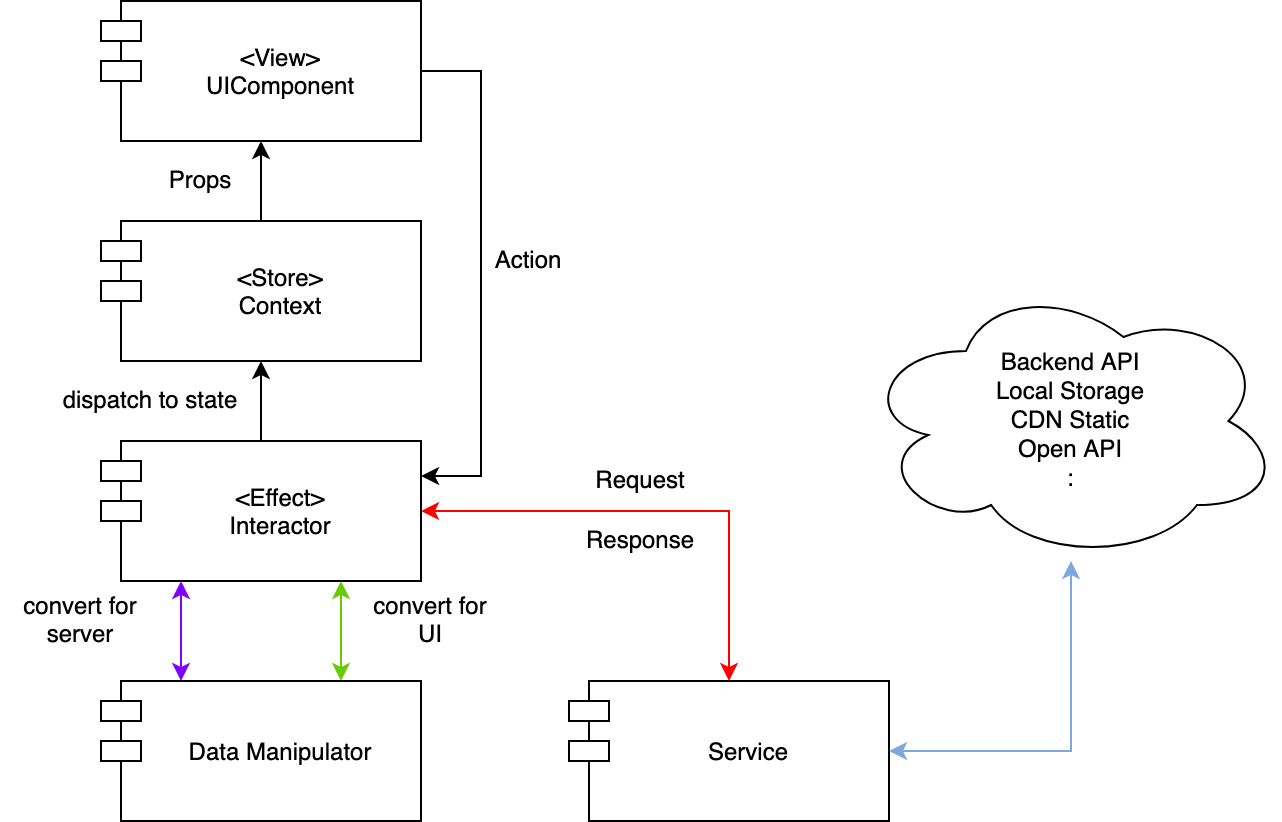 <View>
UIComponent
Props
<Store>
Context
Action
dispatch to state
<Effect>
Interactor
Request
Response
Backend API
Local Storage
CDN Static
Open API
:
convert for
server
convert for
UI
Data Manipulator
Service